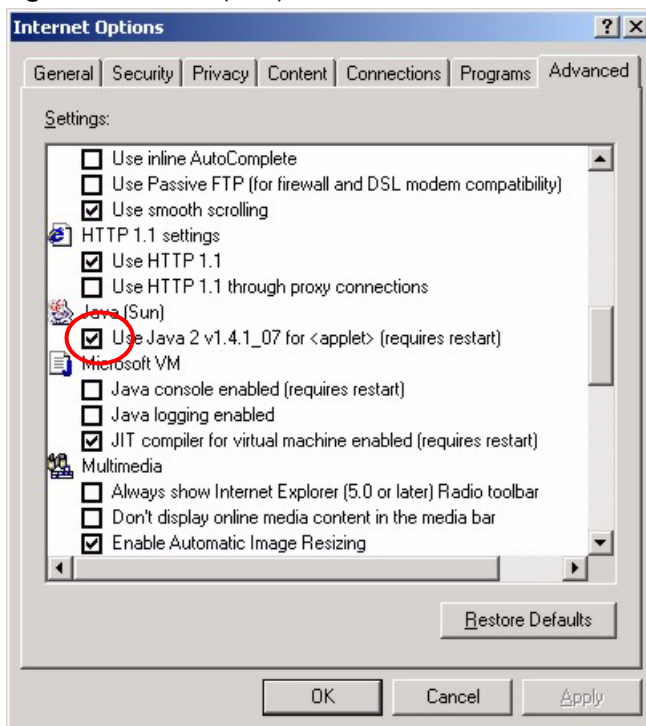 Internet Options
General Security Privacy Content Connections Programs Advanced
Settings:
Use inline AutoComplete
Use Passive FTP (for firewall and DSL modem compatibility)
Use smooth scrolling
HTTP 1.1 settings
Use HTTP 1.1
Use HTTP 1.1 through proxy connections
Java (Sun)
Use Java 2 v1.4.1_07 for <applet> (requires restart)
Microsoft VM
Java console enabled (requires restart)
Java logging enabled
JIT compiler for virtual machine enabled (requires restart)
Multimedia
Always show Internet Explorer (5.0 or later) Radio toolbar
Don't display online media content in the media bar
Enable Automatic Image Resizing
Restore Defaults
OK Cancel Apply